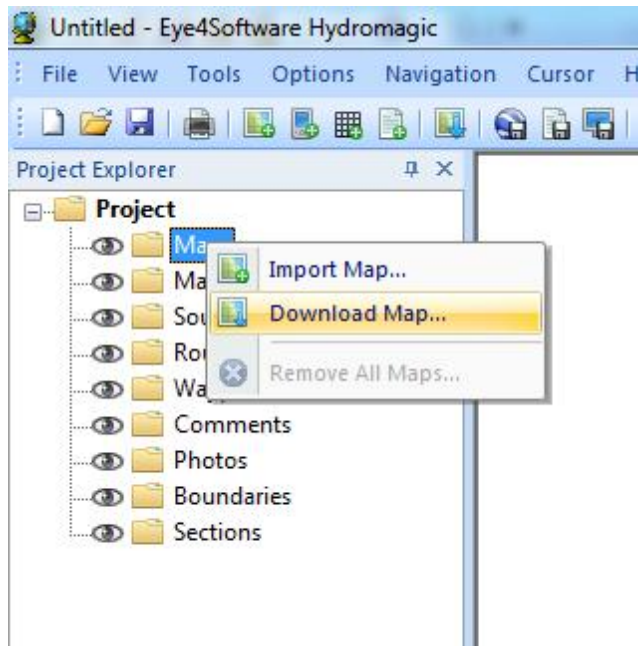 Untitled - Eye4Software Hydromagic
File View Tools Options Navigation Cursor
Project Explorer
Project
Import Map...
Download Map...
Remove All Maps...
Comments
Photos
Boundaries
Sections